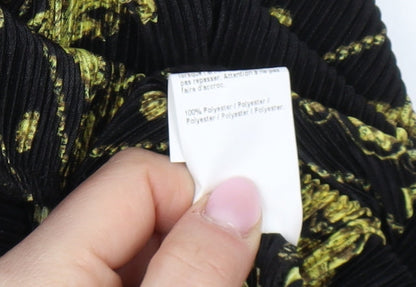 pas repasser. Attention à ne pas
faire d'accroc.
100% Polyester / Polyester /
Polyester / Polyester / Polyester.